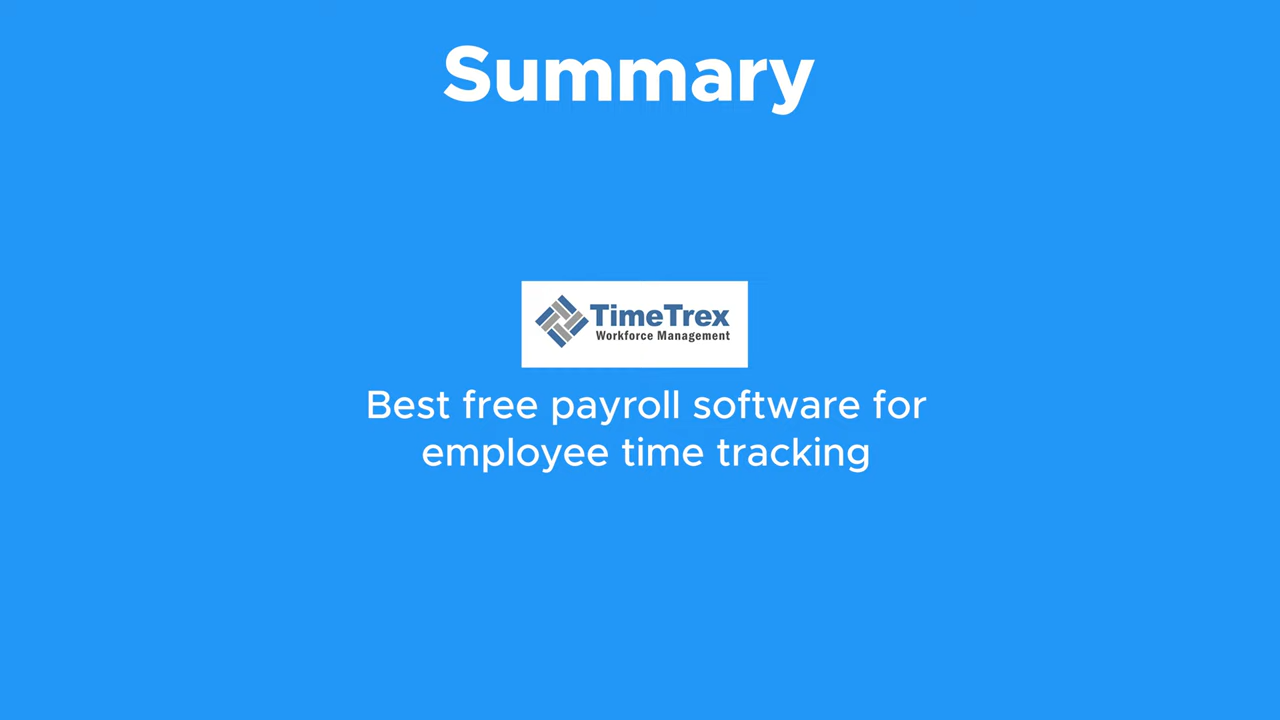 Summary
TimeTrex
Workforce Management
Best free payroll software for
employee time tracking